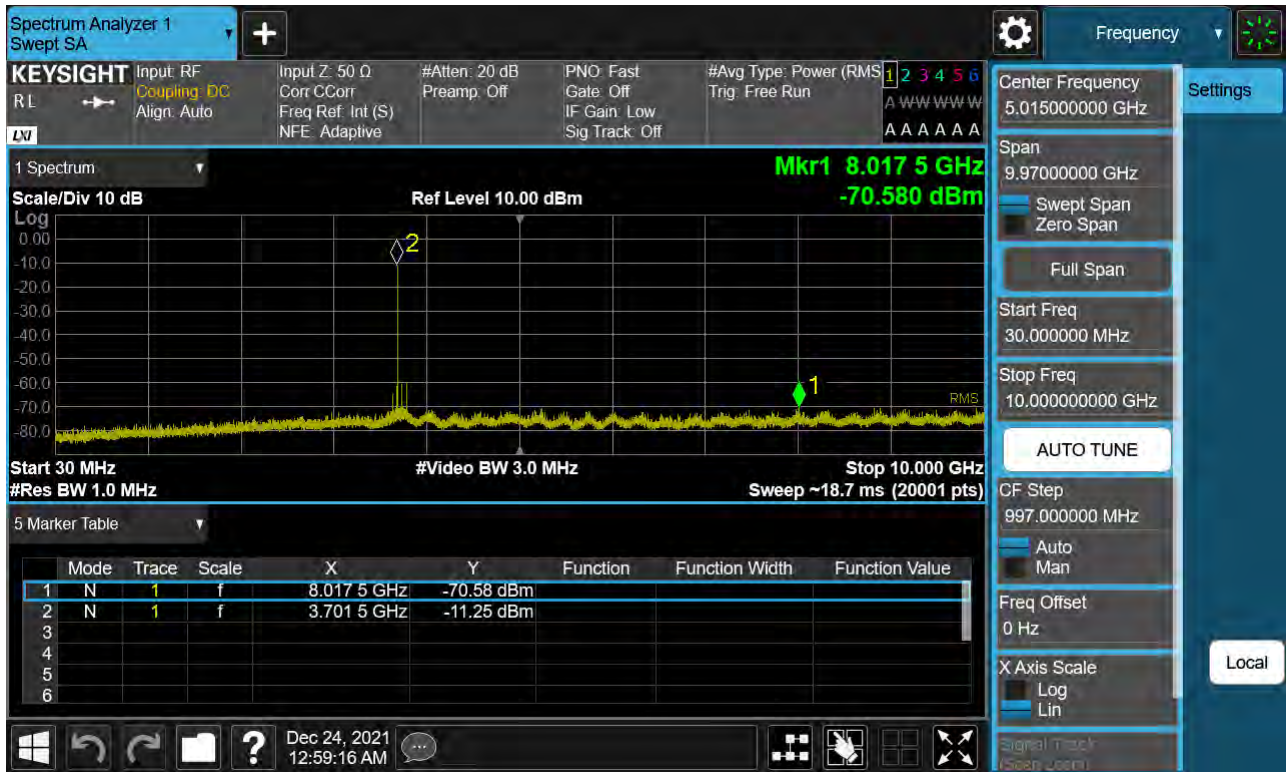 Spectrum Analyzer 1
Swept SA
+
Frequency
KEYSIGHT
RL
LXI
Input: RF
Coupling: DC
Align: Auto
Input Z: 50 Ω
Corr CCorr
Freq Ref: Int (S)
NFE: Adaptive
#Atten: 20 dB
Preamp: Off
PNO: Fast
Gate: Off
IF Gain: Low
Sig Track: Off
#Avg Type: Power (RMS
Trig: Free Run
1 2 3 4 5 6
A W W W W W
A A A A A A
1 Spectrum
Mkr1 8.017 5 GHz
Scale/Div 10 dB
Ref Level 10.00 dBm
-70.580 dBm
Log
0.00
-10.0
-20.0
-30.0
-40.0
-50.0
-60.0
-70.0
-80.0
2
1
RMS
Start 30 MHz
#Video BW 3.0 MHz
Stop 10.000 GHz
#Res BW 1.0 MHz
Sweep ~18.7 ms (20001 pts)
5 Marker Table
Mode Trace Scale X Y Function Function Width Function Value
1 N 1 f 8.017 5 GHz -70.58 dBm
2 N 1 f 3.701 5 GHz -11.25 dBm
3
4
5
6
Center Frequency
5.015000000 GHz
Settings
Span
9.97000000 GHz
Swept Span
Zero Span
Full Span
Start Freq
30.000000 MHz
Stop Freq
10.000000000 GHz
AUTO TUNE
CF Step
997.000000 MHz
Auto
Man
Freq Offset
0 Hz
X Axis Scale
Log
Lin
Local
Signal Track
(Span Zoom)
?
Dec 24, 2021
12:59:16 AM